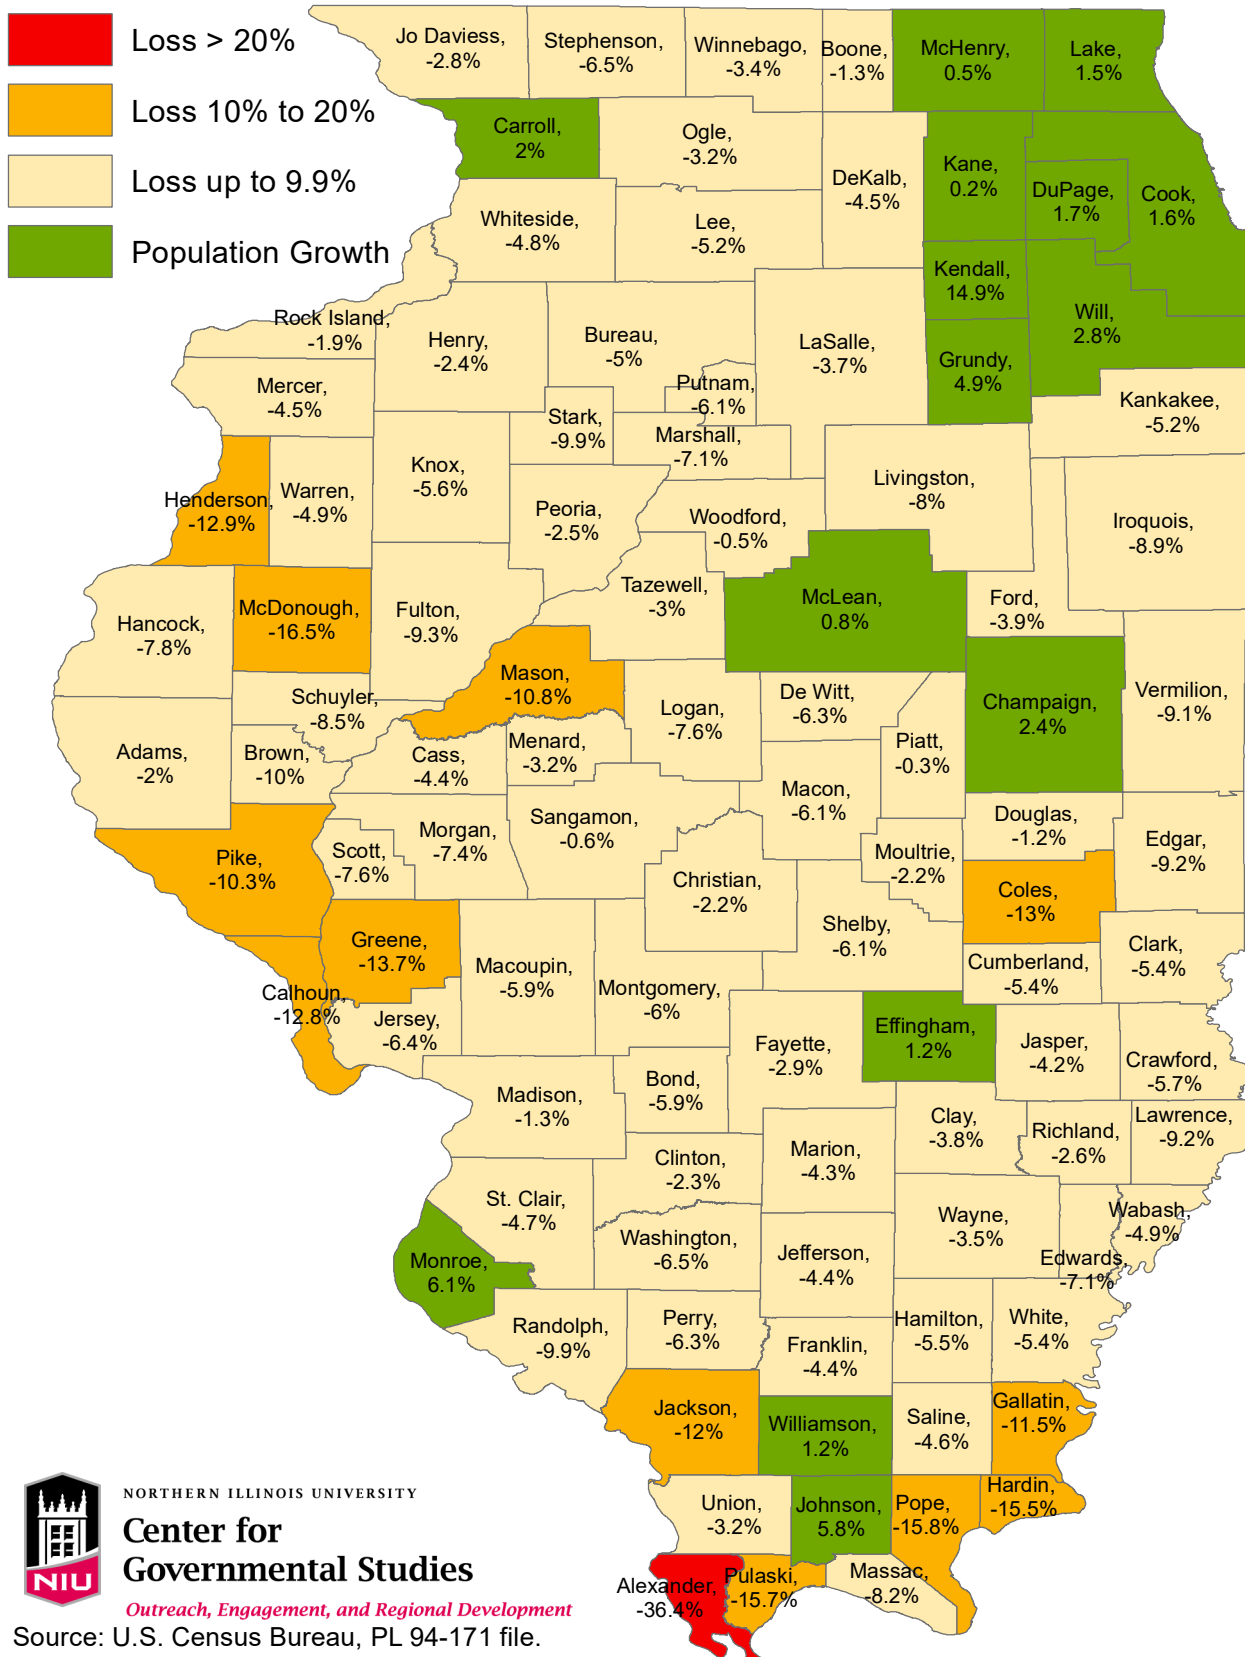 Loss > 20%
Loss 10% to 20%
Loss up to 9.9%
Population Growth
Jo Daviess,
-2.8%
Stephenson,
-6.5%
Winnebago,
-3.4%
Boone,
-1.3%
McHenry,
0.5%
Lake,
1.5%
Carroll,
2%
Ogle,
-3.2%
DeKalb,
-4.5%
Kane,
0.2%
DuPage,
1.7%
Cook,
1.6%
Whiteside,
-4.8%
Lee,
-5.2%
Kendall,
14.9%
Will,
2.8%
Rock Island,
-1.9%
Henry,
-2.4%
Bureau,
-5%
LaSalle,
-3.7%
Grundy,
4.9%
Mercer,
-4.5%
Putnam,
-6.1%
Kankakee,
-5.2%
Stark,
-9.9%
Marshall,
-7.1%
Henderson,
-12.9%
Warren,
-4.9%
Knox,
-5.6%
Peoria,
-2.5%
Woodford,
-0.5%
Livingston,
-8%
Iroquois,
-8.9%
Hancock,
-7.8%
McDonough,
-16.5%
Fulton,
-9.3%
Tazewell,
-3%
McLean,
0.8%
Ford,
-3.9%
Schuyler,
-8.5%
Mason,
-10.8%
Logan,
-7.6%
De Witt,
-6.3%
Champaign,
2.4%
Vermilion,
-9.1%
Adams,
-2%
Brown,
-10%
Cass,
-4.4%
Menard,
-3.2%
Piatt,
-0.3%
Macon,
-6.1%
Pike,
-10.3%
Scott,
-7.6%
Morgan,
-7.4%
Sangamon,
-0.6%
Douglas,
-1.2%
Edgar,
-9.2%
Christian,
-2.2%
Moultrie,
-2.2%
Coles,
-13%
Greene,
-13.7%
Shelby,
-6.1%
Clark,
-5.4%
Calhoun,
-12.8%
Jersey,
-6.4%
Macoupin,
-5.9%
Montgomery,
-6%
Cumberland,
-5.4%
Fayette,
-2.9%
Effingham,
1.2%
Jasper,
-4.2%
Crawford,
-5.7%
Madison,
-1.3%
Bond,
-5.9%
Clay,
-3.8%
Richland,
-2.6%
Lawrence,
-9.2%
Clinton,
-2.3%
Marion,
-4.3%
St. Clair,
-4.7%
Wayne,
-3.5%
Wabash,
-4.9%
Monroe,
6.1%
Washington,
-6.5%
Jefferson,
-4.4%
Edwards,
-7.1%
Randolph,
-9.9%
Perry,
-6.3%
Franklin,
-4.4%
Hamilton,
-5.5%
White,
-5.4%
Jackson,
-12%
Williamson,
1.2%
Saline,
-4.6%
Gallatin,
-11.5%
Union,
-3.2%
Johnson,
5.8%
Pope,
-15.8%
Hardin,
-15.5%
Alexander,
-36.4%
Pulaski,
-15.7%
Massac,
-8.2%
NIU
NORTHERN ILLINOIS UNIVERSITY
Center for
Governmental Studies
Outreach, Engagement, and Regional Development
Source: U.S. Census Bureau, PL 94-171 file.